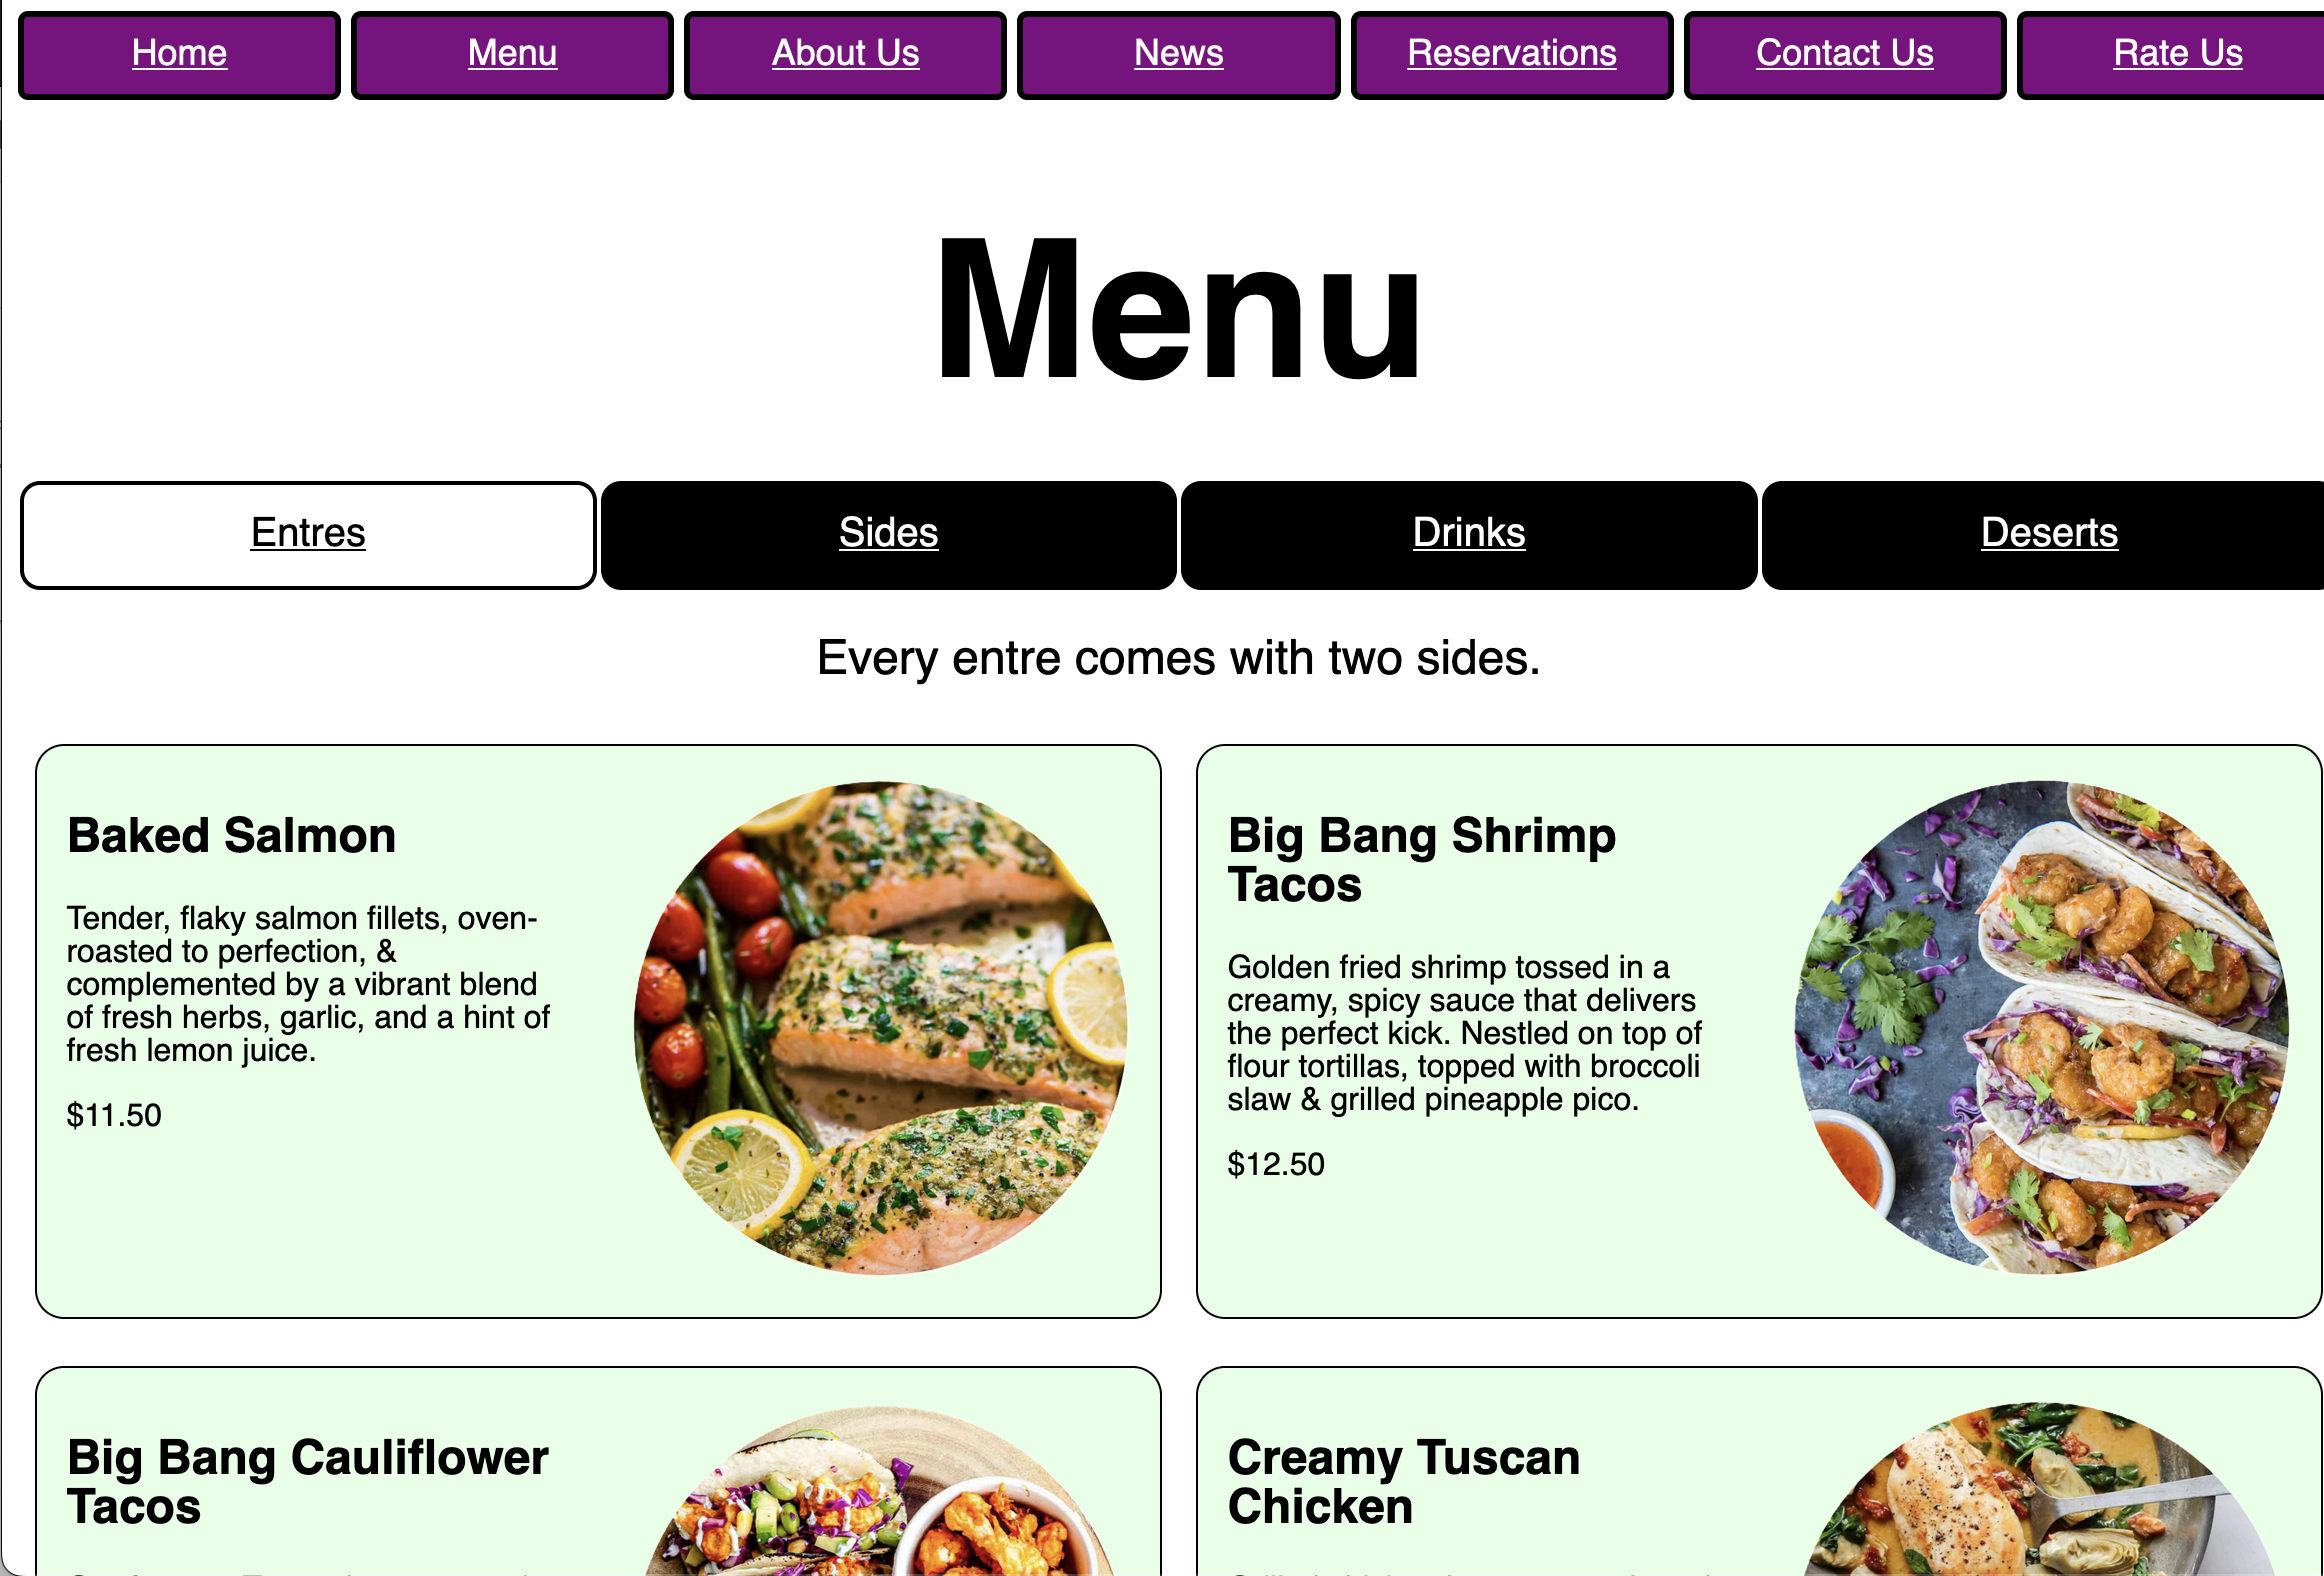 Home Menu About Us News Reservations Contact Us Rate Us
Menu
Entres Sides Drinks Deserts
Every entre comes with two sides.
Baked Salmon
Tender, flaky salmon fillets, oven-
roasted to perfection, &
complemented by a vibrant blend
of fresh herbs, garlic, and a hint of
fresh lemon juice.
$11.50
Big Bang Shrimp
Tacos
Golden fried shrimp tossed in a
creamy, spicy sauce that delivers
the perfect kick. Nestled on top of
flour tortillas, topped with broccoli
slaw & grilled pineapple pico.
$12.50
Big Bang Cauliflower
Tacos
Creamy Tuscan
Chicken